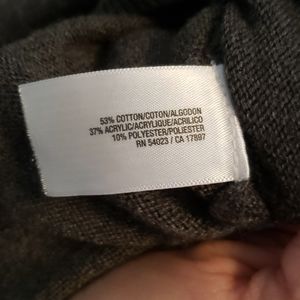 53% COTTON/COTON/ALGODON
37% ACRYLIC/ACRYLIQUE/ACRILICO
10% POLYESTER/POLIESTER
RN 54023 / CA 17897